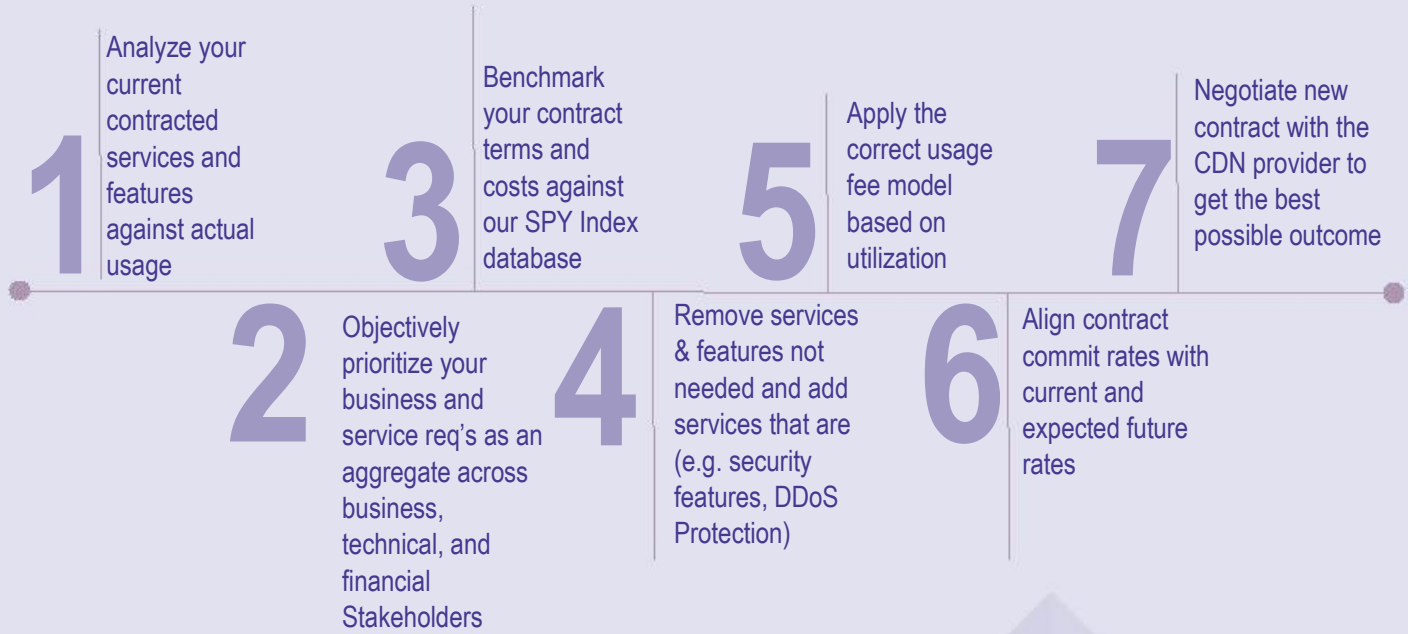 1
Analyze your
current
contracted
services and
features
against actual
usage
2
Objectively
prioritize your
business and
service req's as an
aggregate across
business,
technical, and
financial
Stakeholders
3
Benchmark
your contract
terms and
costs against
our SPY Index
database
4
Remove services
& features not
needed and add
services that are
(e.g. security
features, DDoS
Protection)
5
Apply the
correct usage
fee model
based on
utilization
6
Align contract
commit rates with
current and
expected future
rates
7
Negotiate new
contract with the
CDN provider to
get the best
possible outcome